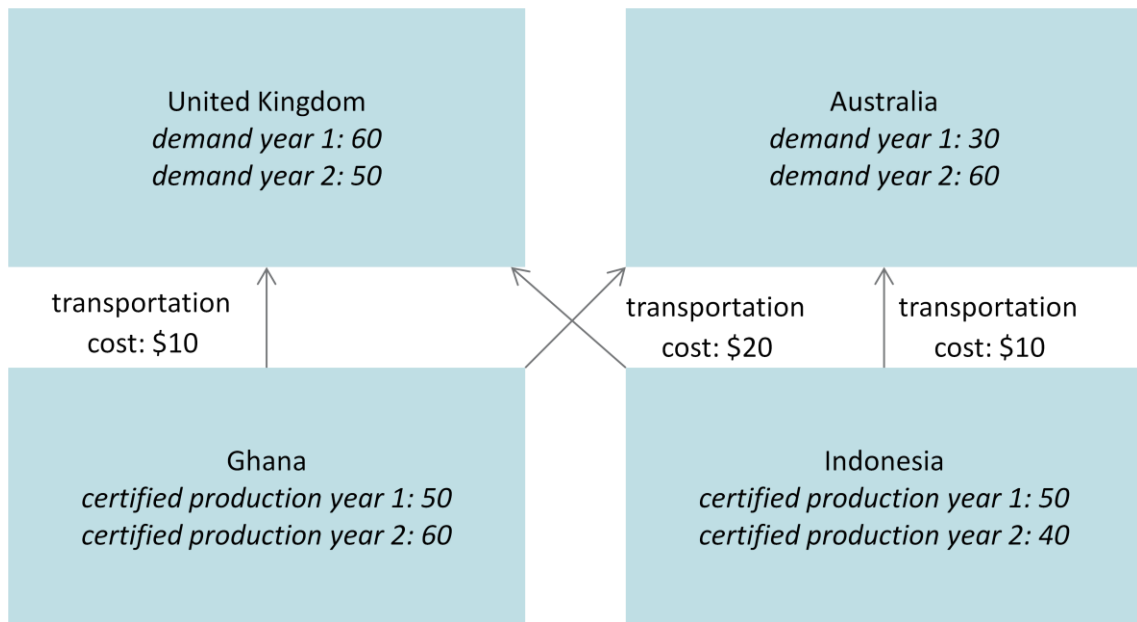 United Kingdom
demand year 1: 60
demand year 2: 50
Australia
demand year 1: 30
demand year 2: 60
transportation
cost: $10
transportation
cost: $20
transportation
cost: $10
Ghana
certified production year 1: 50
certified production year 2: 60
Indonesia
certified production year 1: 50
certified production year 2: 40